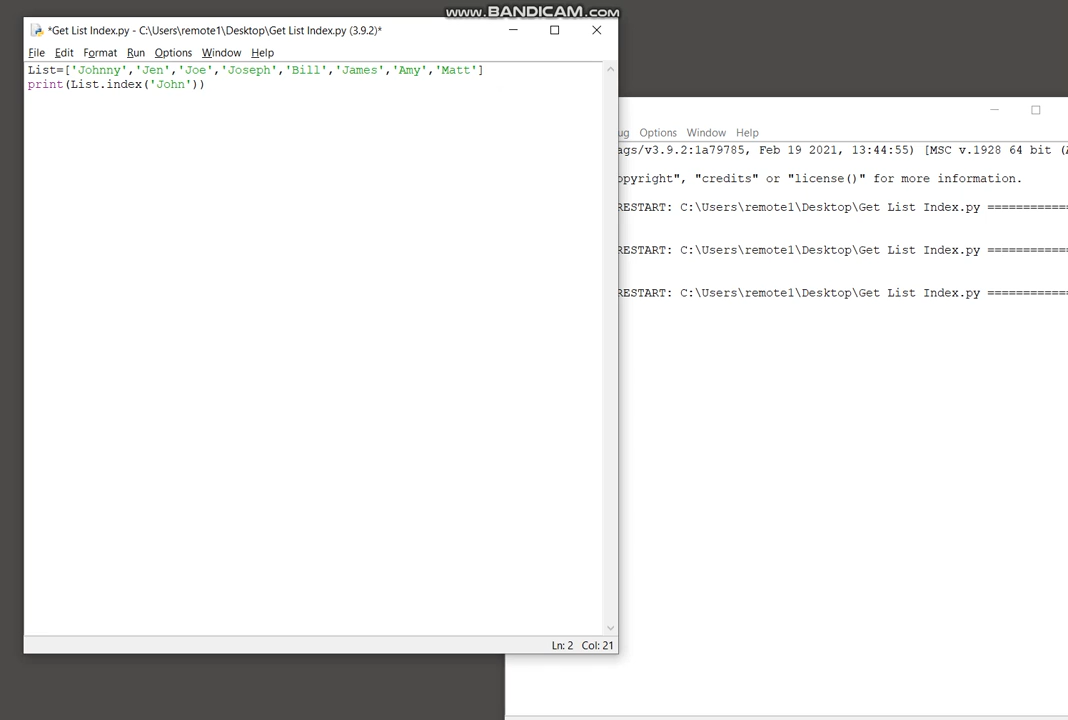 www.BANDICAM.com
*Get List Index.py - C:\Users\remote1\Desktop\Get List Index.py (3.9.2)*
File Edit Format Run Options Window Help
List=['Johnny','Jen','Joe','Joseph','Bill','James','Amy','Matt']
print(List.index('John'))
Ln: 2 Col: 21
ug Options Window Help
ags/v3.9.2:1a79785, Feb 19 2021, 13:44:55) [MSC v.1928 64 bit (
opyright", "credits" or "license()" for more information.
RESTART: C:\Users\remote1\Desktop\Get List Index.py ===========
RESTART: C:\Users\remote1\Desktop\Get List Index.py ===========
RESTART: C:\Users\remote1\Desktop\Get List Index.py ===========